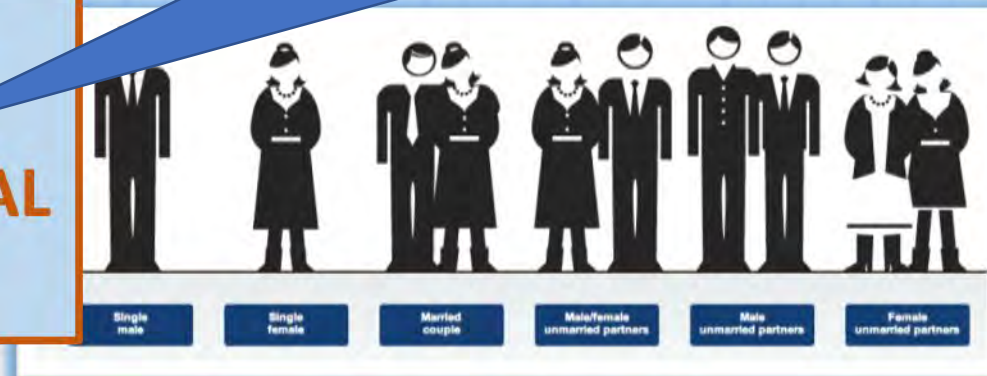 AL
Single
male
Single
female
Married
couple
Male/female
unmarried partners
Male
unmarried partners
Female
unmarried partners